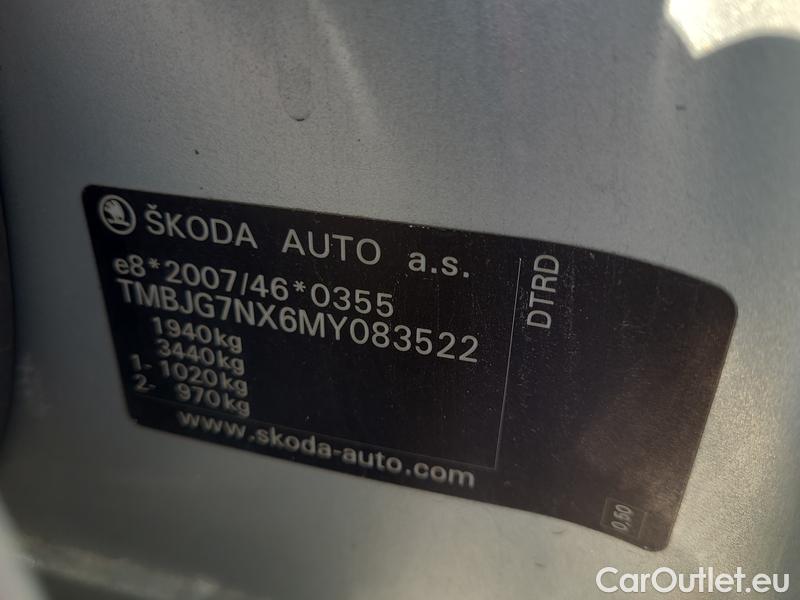 ŠKODA AUTO a.s.
e8*2007/46*0355
TMBJG7NX6MY083522
1940kg
3440kg
1- 1020kg
2- 970kg
www.skoda-auto.com
DTRD
0.50
CarOutlet.eu